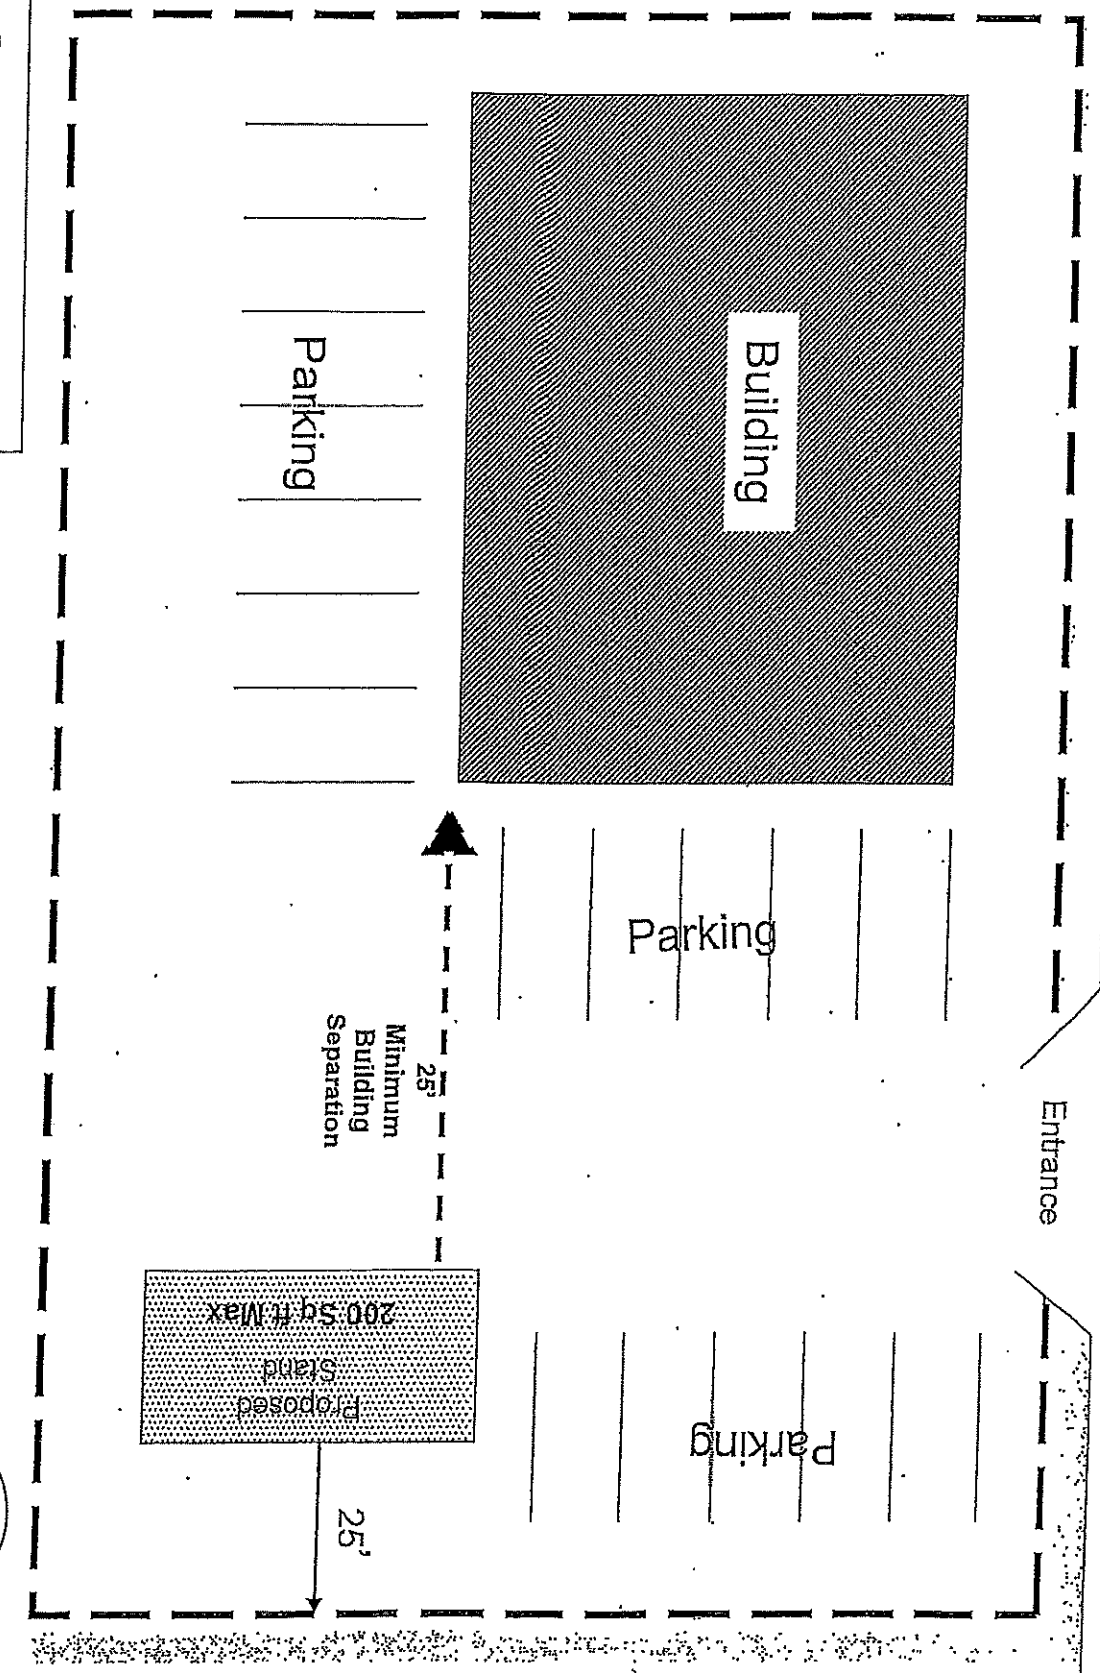 Building
Parking
Parking
Entrance
25'
Minimum
Building
Separation
Proposed
Stand
200 Sq ft Max
Parking
25'